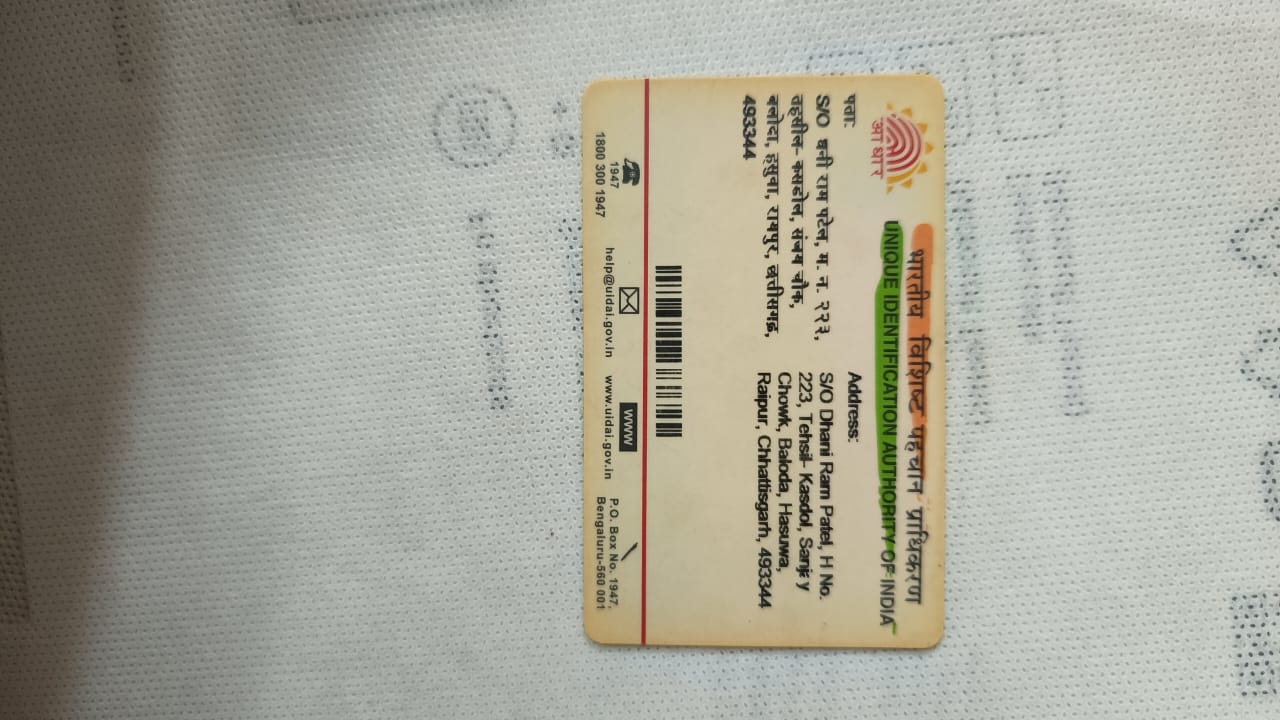 आधार
भारतीय विशिष्ट पहचान प्राधिकरण
UNIQUE IDENTIFICATION AUTHORITY OF INDIA
पता:
S/O धनी राम पटेल, म. न. २२३,
तहसील- कसडोल, संजय चौक,
बलोदा, हसुवा, रायपुर, छत्तीसगढ़,
493344
Address:
S/O Dhani Ram Patel, H No.
223, Tehsil- Kasdol, Sanjay
Chowk, Baloda, Hasuwa,
Raipur, Chhattisgarh, 493344
1947
1800 300 1947
help@uidai.gov.in
www
www.uidai.gov.in
P.O. Box No. 1947,
Bengaluru-560 001